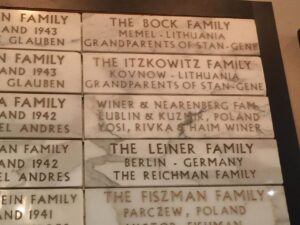 N FAMILY
AND 1943
K GLAUBEN
N FAMILY
AND 1943
K GLAUBEN
A FAMILY
AND 1942
EL ANDRES
AN FAMILY
AND 1942
EL ANDRES
EIN FAMILY
AND 1941
THE BOCK FAMILY
MEMEL - LITHUANIA
GRANDPARENTS OF STAN-GENE
THE ITZKOWITZ FAMILY
KOVNOW - LITHUANIA
GRANDPARENTS OF STAN-GENE
WINER & NEARENBERG FAM.
LUBLIN & KUZMIR, POLAND
YOSI, RIVKA & HAIM WINER
THE LEINER FAMILY
BERLIN - GERMANY
THE REICHMAN FAMILY
THE FISZMAN FAMILY
PARCZEW, POLAND
FISHMAN